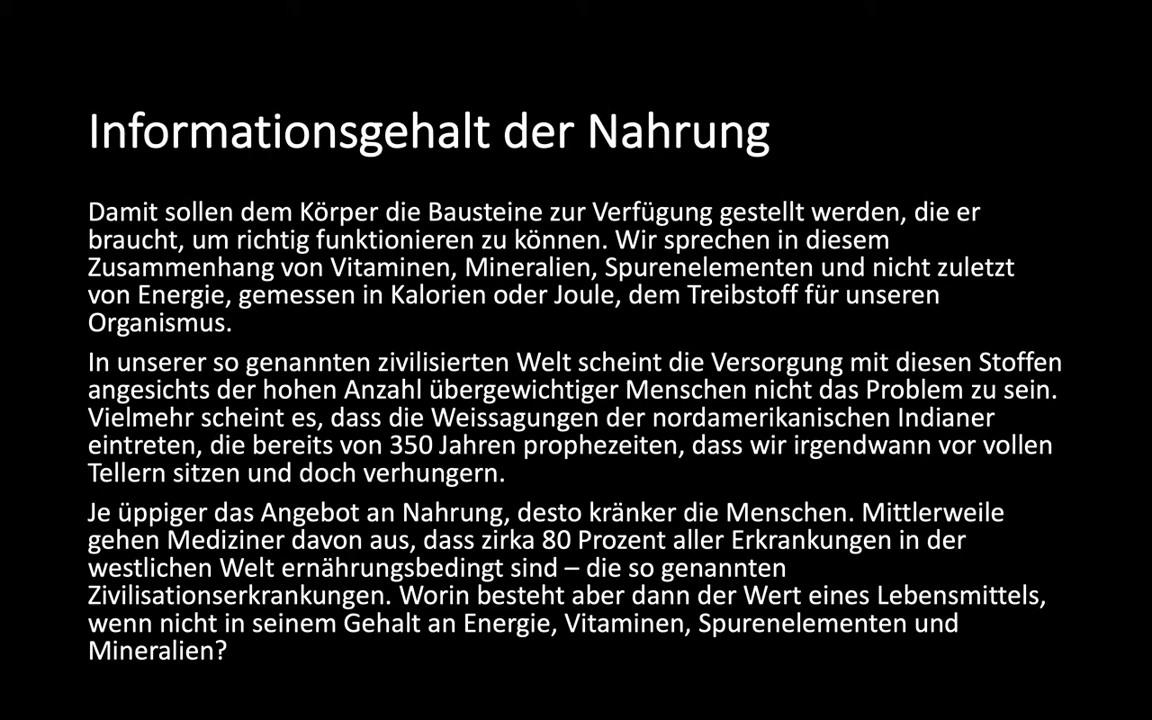 Informationsgehalt der Nahrung
Damit sollen dem Körper die Bausteine zur Verfügung gestellt werden, die er
braucht, um richtig funktionieren zu können. Wir sprechen in diesem
Zusammenhang von Vitaminen, Mineralien, Spurenelementen und nicht zuletzt
von Energie, gemessen in Kalorien oder Joule, dem Treibstoff für unseren
Organismus.
In unserer so genannten zivilisierten Welt scheint die Versorgung mit diesen Stoffen
angesichts der hohen Anzahl übergewichtiger Menschen nicht das Problem zu sein.
Vielmehr scheint es, dass die Weissagungen der nordamerikanischen Indianer
eintreten, die bereits von 350 Jahren prophezeiten, dass wir irgendwann vor vollen
Tellern sitzen und doch verhungern.
Je üppiger das Angebot an Nahrung, desto kränker die Menschen. Mittlerweile
gehen Mediziner davon aus, dass zirka 80 Prozent aller Erkrankungen in der
westlichen Welt ernährungsbedingt sind – die so genannten
Zivilisationserkrankungen. Worin besteht aber dann der Wert eines Lebensmittels,
wenn nicht in seinem Gehalt an Energie, Vitaminen, Spurenelementen und
Mineralien?